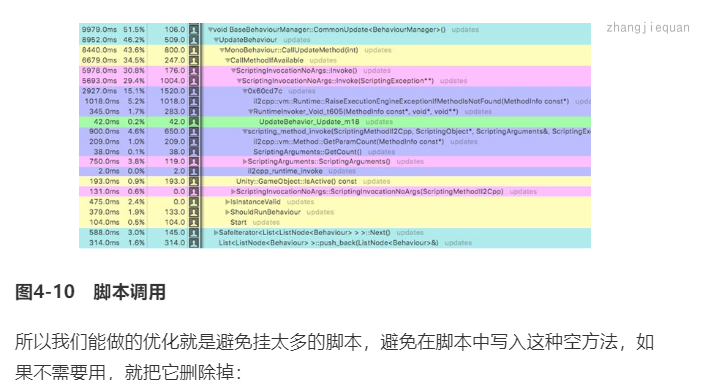 zhangjiequan
9979.0ms 51.5% 106.0 ▼void BaseBehaviourManager::CommonUpdate<BehaviourManager>() updates
8952.0ms 46.2% 509.0 ▼UpdateBehaviour updates
8440.0ms 43.6% 800.0 ▼MonoBehaviour::CallUpdateMethod(int) updates
6679.0ms 34.5% 247.0 ▼CallMethodIfAvailable updates
5978.0ms 30.8% 176.0 ▼ScriptingInvocationNoArgs::Invoke() updates
5693.0ms 29.4% 1004.0 ▼ScriptingInvocationNoArgs::Invoke(ScriptingException**) updates
2927.0ms 15.1% 1520.0 ▼0x60cd7c updates
1018.0ms 5.2% 1018.0 il2cpp::vm::Runtime::RaiseExecutionEngineExceptionIfMethodIsNotFound(MethodInfo const*)
345.0ms 1.7% 283.0 ▼RuntimeInvoker_Void_t605(MethodInfo const*, void*, void**) updates
42.0ms 0.2% 42.0 UpdateBehavior_Update_m18 updates
900.0ms 4.6% 650.0 ▼scripting_method_invoke(ScriptingMethodIl2Cpp, ScriptingObject*, ScriptingArguments&, ScriptingEx
209.0ms 1.0% 209.0 il2cpp::vm::Method::GetParamCount(MethodInfo const*) updates
38.0ms 0.1% 38.0 ScriptingArguments::GetCount() updates
750.0ms 3.8% 119.0 ▶ScriptingArguments::ScriptingArguments() updates
2.0ms 0.0% 2.0 il2cpp_runtime_invoke updates
193.0ms 0.9% 193.0 Unity::GameObject::IsActive() const updates
131.0ms 0.6% 0.0 ▶ScriptingInvocationNoArgs::ScriptingInvocationNoArgs(ScriptingMethodIl2Cpp) updates
475.0ms 2.4% 0.0 ▶IsInstanceValid updates
379.0ms 1.9% 133.0 ▶ShouldRunBehaviour updates
104.0ms 0.5% 104.0 Start updates
588.0ms 3.0% 145.0 ▶SafeIterator<List<ListNode<Behaviour> > >::Next() updates
314.0ms 1.6% 314.0 List<ListNode<Behaviour> >::push_back(ListNode<Behaviour>&) updates
图4-10 脚本调用
所以我们能做的优化就是避免挂太多的脚本，避免在脚本中写入这种空方法，如
果不需要用，就把它删除掉：